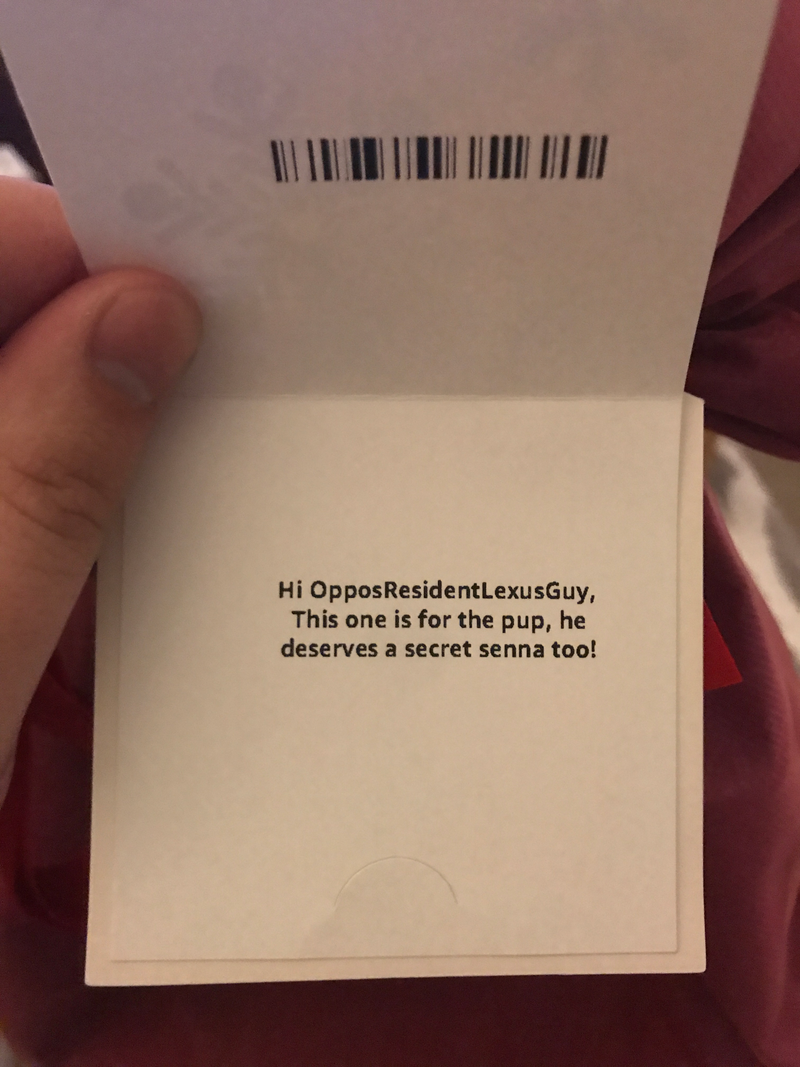 Hi OpposResidentLexusGuy,
This one is for the pup, he
deserves a secret senna too!